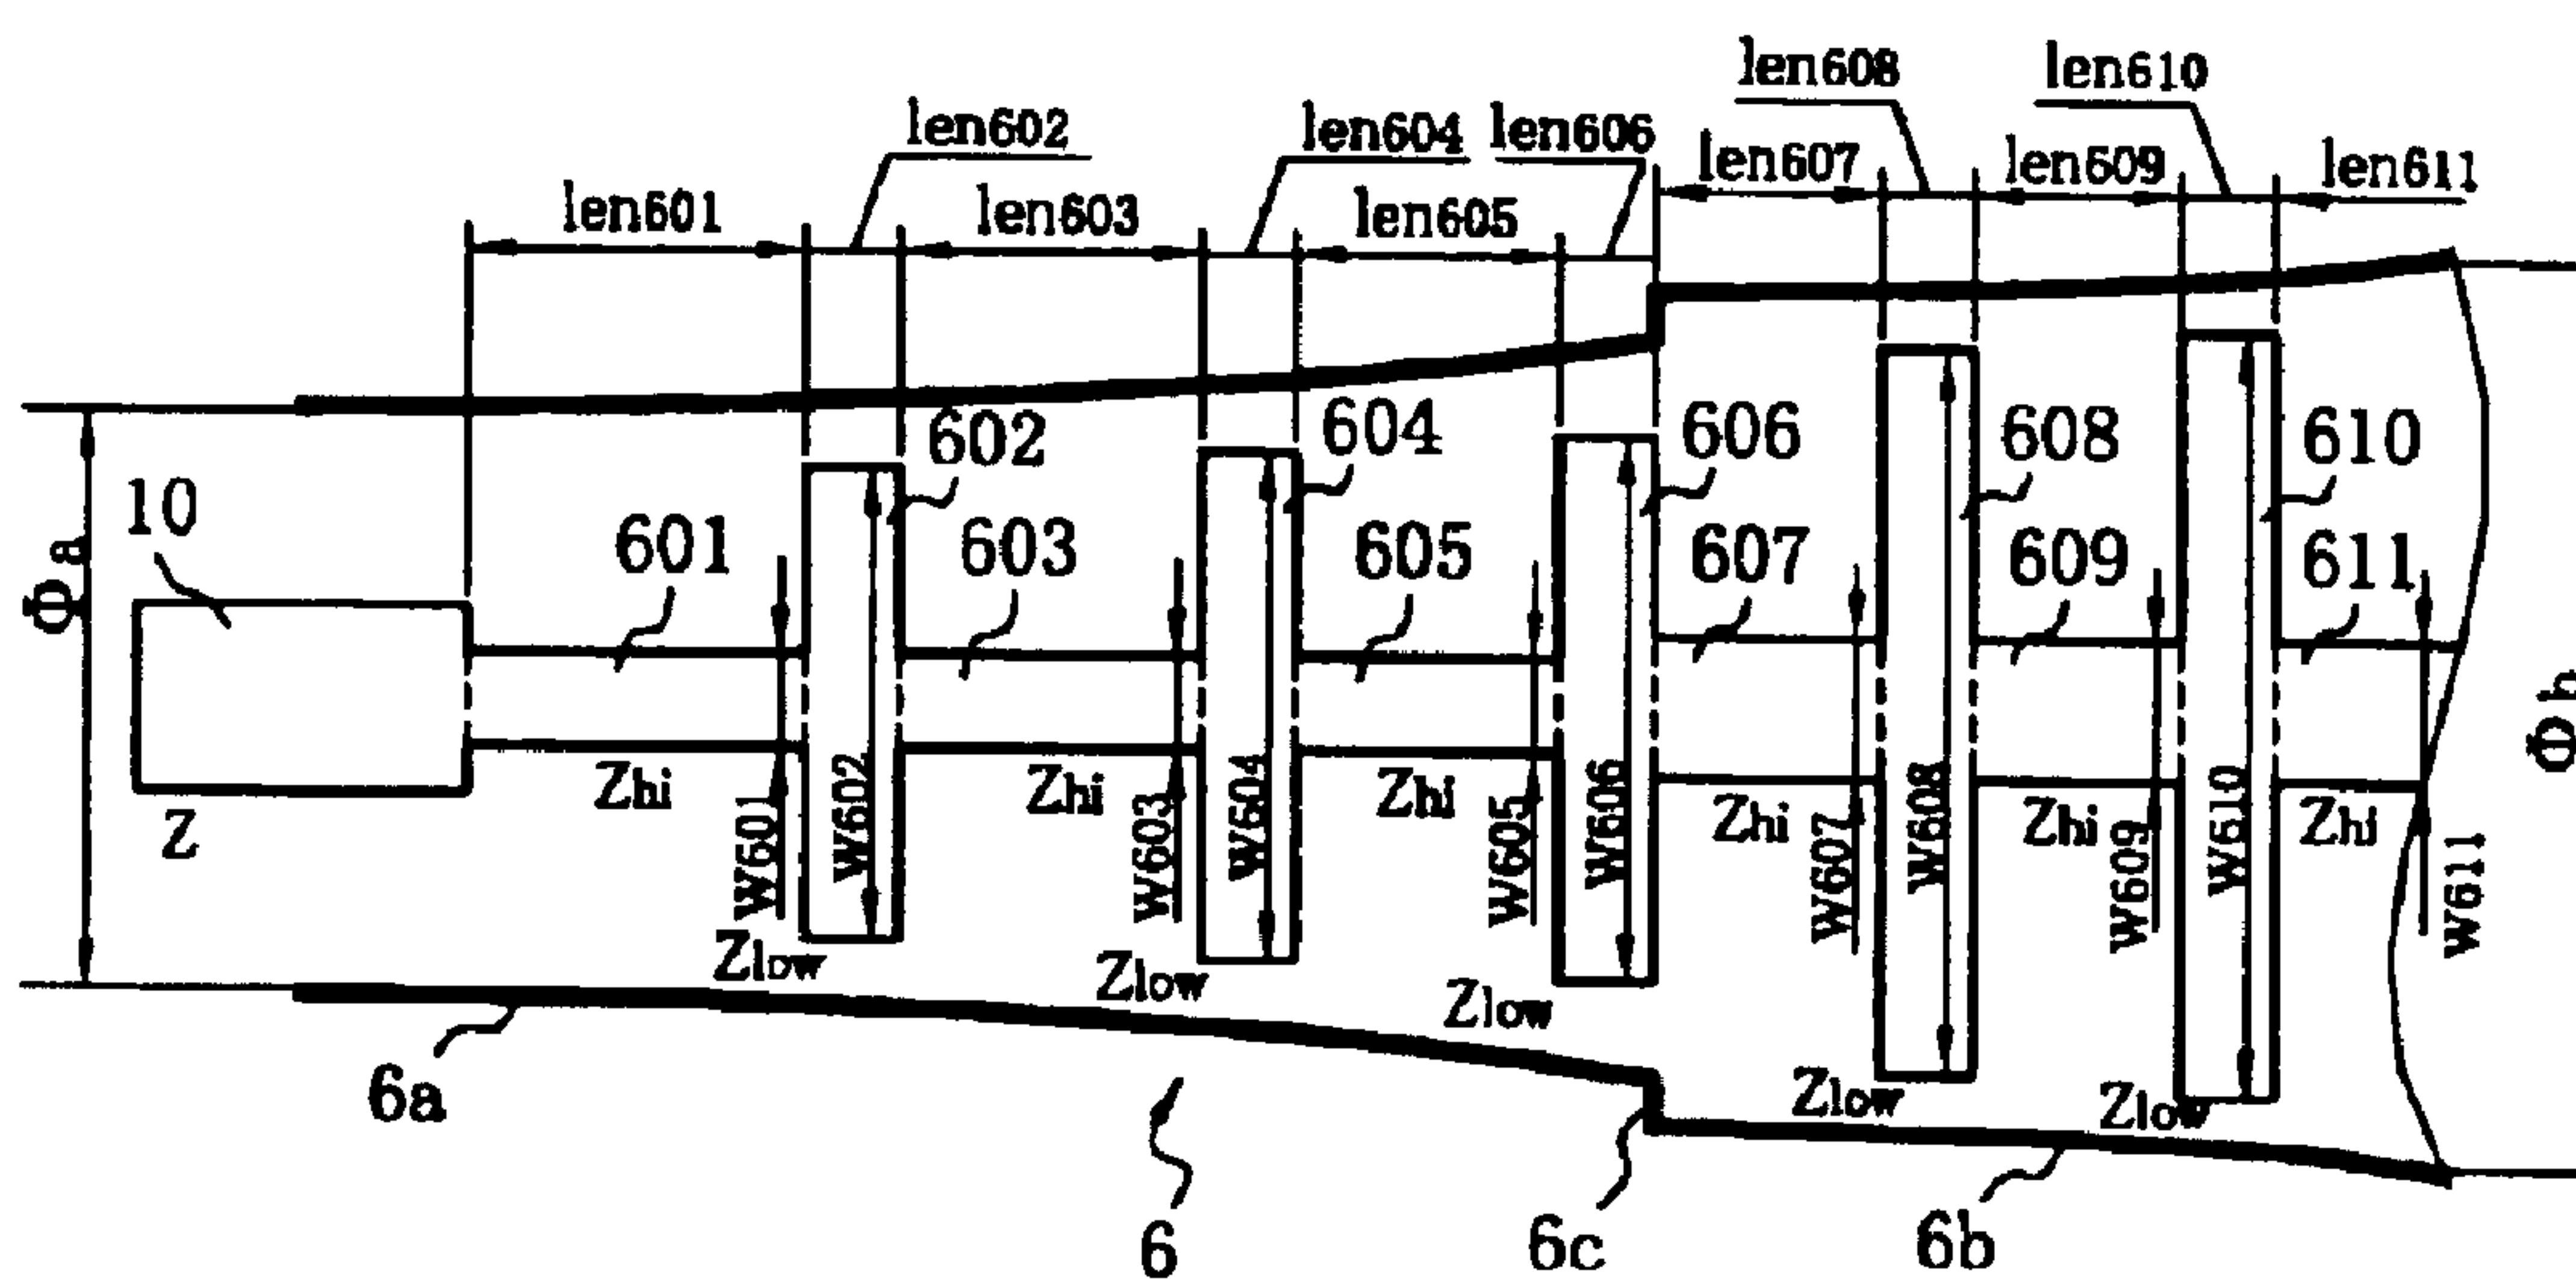 len608 len610
len602 len604 len606 len607 len609 len611
len601 len603 len605
602 604 606 608 610
10 601 603 605 607 609 611
Φa
Φb
Z Zhi Zhi Zhi Zhi Zhi Zhi
W601 W602 W603 W604 W605 W606 W607 W608 W609 W610 W611
Zlow Zlow Zlow Zlow Zlow
6a
6 6c 6b